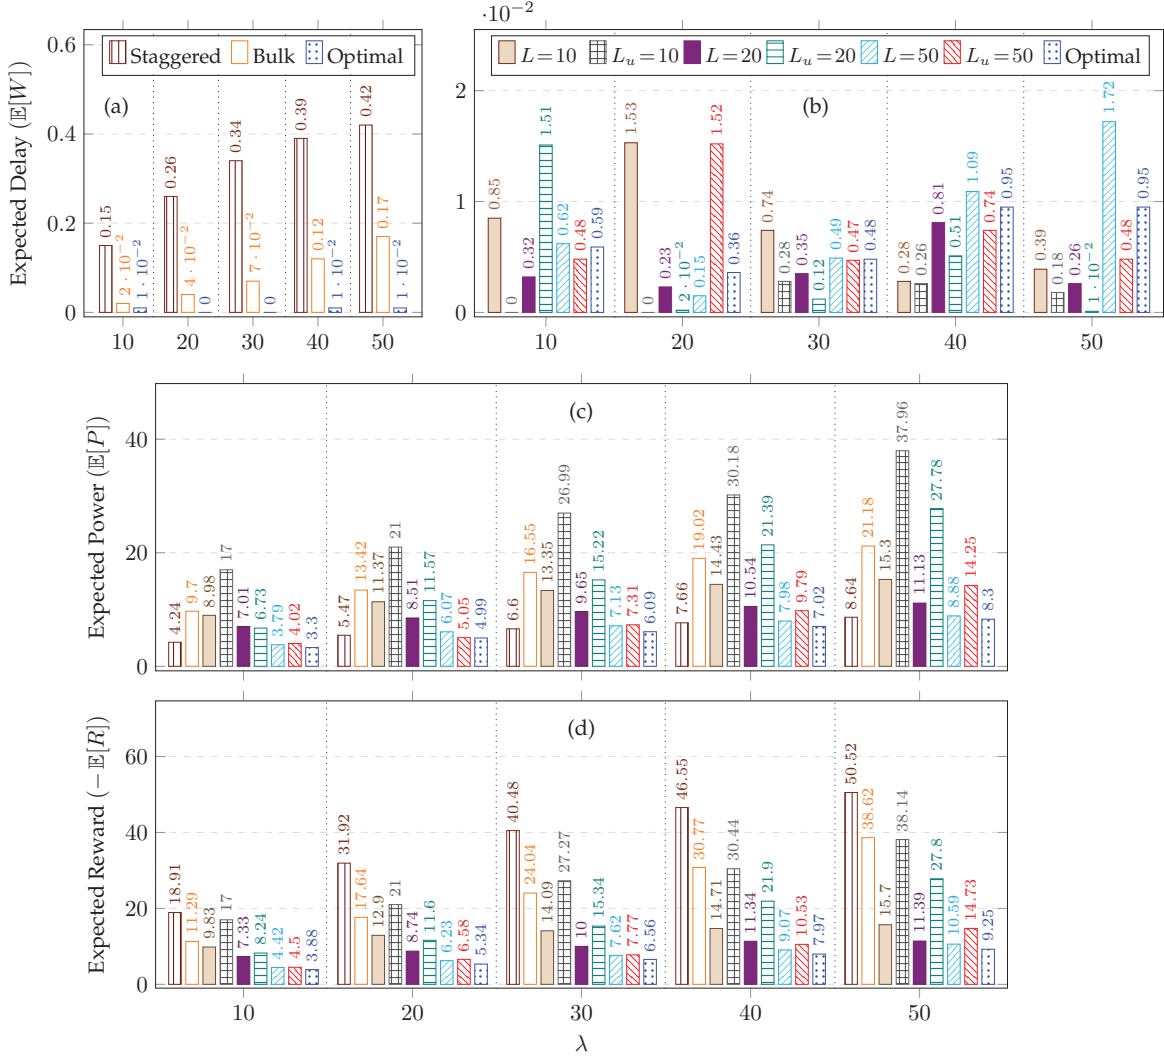 Expected Delay (𝔼[W])
0.6
0.4
0.2
0
Staggered Bulk Optimal
(a)
0.15 2 · 10⁻² 1 · 10⁻²
0.26 4 · 10⁻² 0
0.34 7 · 10⁻² 0
0.39 0.12 1 · 10⁻²
0.42 0.17 1 · 10⁻²
10 20 30 40 50
·10⁻²
2
1
0
L=10 Lᵤ=10 L=20 Lᵤ=20 L=50 Lᵤ=50 Optimal
(b)
0.85 0 0.32 1.51 0.62 0.48 0.59
1.53 0 0.23 2 · 10⁻² 0.15 1.52 0.36
0.74 0.28 0.35 0.12 0.49 0.47 0.48
0.28 0.26 0.81 0.51 1.09 0.74 0.95
0.39 0.18 0.26 1 · 10⁻² 1.72 0.48 0.95
10 20 30 40 50
Expected Power (𝔼[P])
40
20
0
(c)
4.24 9.7 8.98 17 7.01 6.73 3.79 4.02 3.3
5.47 13.42 11.37 21 8.51 11.57 6.07 5.05 4.99
6.6 16.55 13.35 26.99 9.65 15.22 7.13 7.31 6.09
7.66 19.02 14.43 30.18 10.54 21.39 7.98 9.79 7.02
8.64 21.18 15.3 37.96 11.13 27.78 8.88 14.25 8.3
Expected Reward (−𝔼[R])
60
40
20
0
(d)
18.91 11.29 9.83 17 7.33 8.24 4.42 4.5 3.88
31.92 17.64 12.9 21 8.74 11.6 6.23 6.58 5.34
40.48 24.04 14.09 27.27 10 15.34 7.62 7.77 6.56
46.55 30.77 14.71 30.44 11.34 21.9 9.07 10.53 7.97
50.52 38.62 15.7 38.14 11.39 27.8 10.59 14.73 9.25
10 20 30 40 50
λ